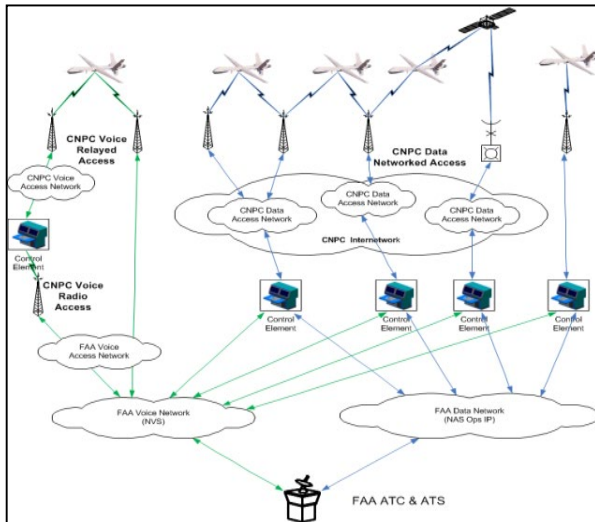 CNPC Voice
Relayed
Access
CNPC Data
Networked Access
CNPC Voice
Access Network
CNPC Data
Access Network
CNPC Data
Access Network
CNPC Data
Access Network
CNPC Internetwork
Control
Element
CNPC Voice
Radio
Access
Control
Element
Control
Element
Control
Element
Control
Element
FAA Voice
Access Network
FAA Voice Network
(NVS)
FAA Data Network
(NAS Ops IP)
FAA ATC & ATS